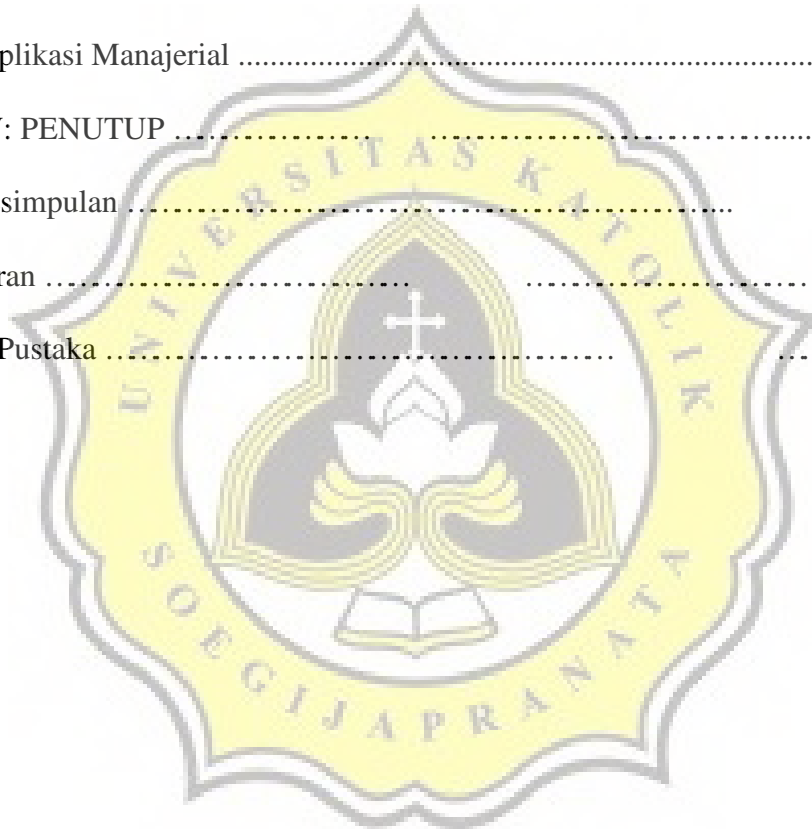 plikasi Manajerial ........................................................................
: PENUTUP ........................ ..............................................
simpulan ........................................................................
ran ............................................. ..................................
Pustaka ............................................................... ....
UNIVERSITAS KATOLIK
SOEGIJAPRANATA